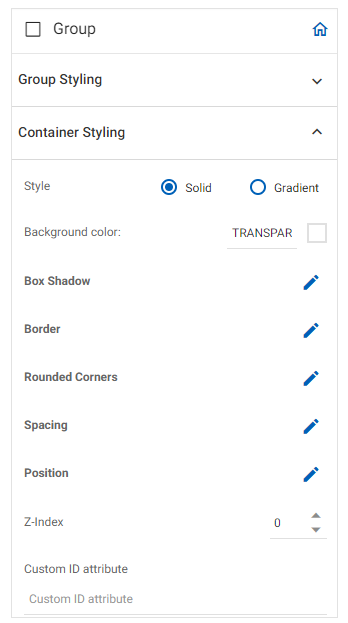 Group
Group Styling
Container Styling
Style Solid Gradient
Background color: TRANSPAR
Box Shadow
Border
Rounded Corners
Spacing
Position
Z-Index 0
Custom ID attribute
Custom ID attribute